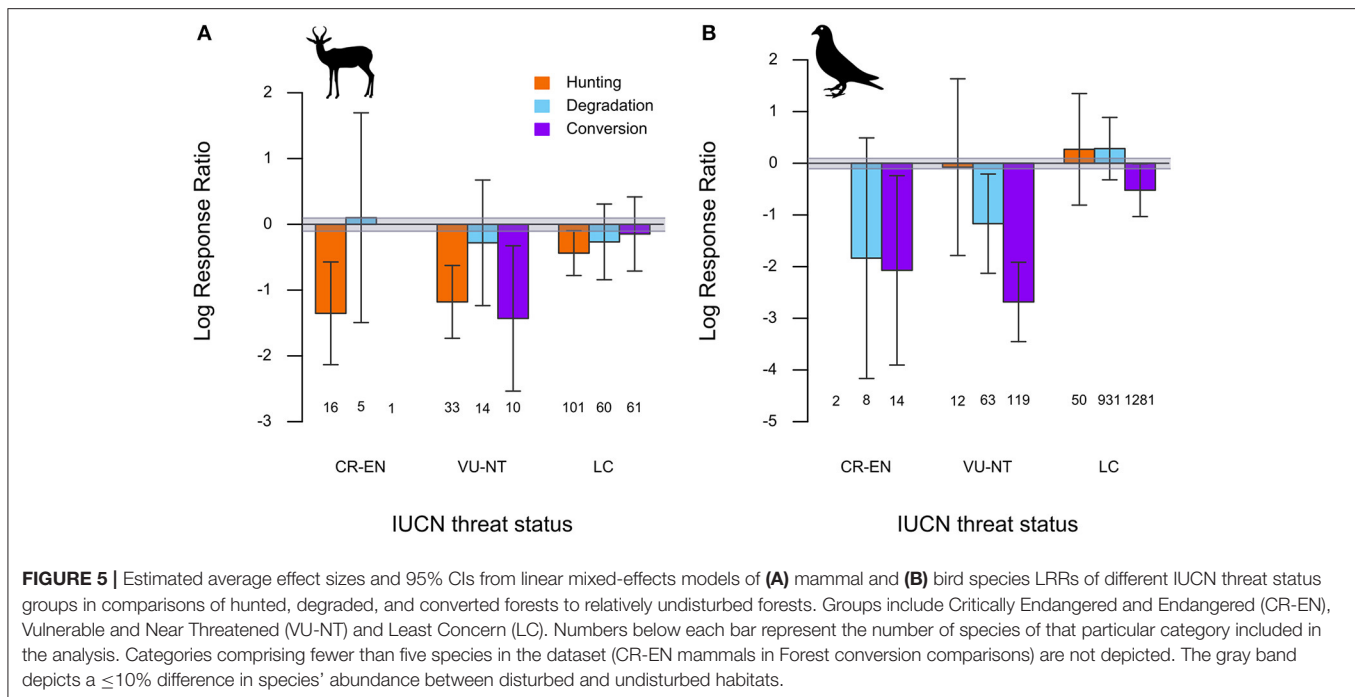 A
B
Hunting
Degradation
Conversion
Log Response Ratio
2
1
0
-1
-2
-3
16 5 1 33 14 10 101 60 61
CR-EN VU-NT LC
IUCN threat status
Log Response Ratio
2
1
0
-1
-2
-3
-4
-5
2 8 14 12 63 119 50 931 1281
CR-EN VU-NT LC
IUCN threat status
FIGURE 5 | Estimated average effect sizes and 95% CIs from linear mixed-effects models of (A) mammal and (B) bird species LRRs of different IUCN threat status
groups in comparisons of hunted, degraded, and converted forests to relatively undisturbed forests. Groups include Critically Endangered and Endangered (CR-EN),
Vulnerable and Near Threatened (VU-NT) and Least Concern (LC). Numbers below each bar represent the number of species of that particular category included in
the analysis. Categories comprising fewer than five species in the dataset (CR-EN mammals in Forest conversion comparisons) are not depicted. The gray band
depicts a ≤10% difference in species' abundance between disturbed and undisturbed habitats.